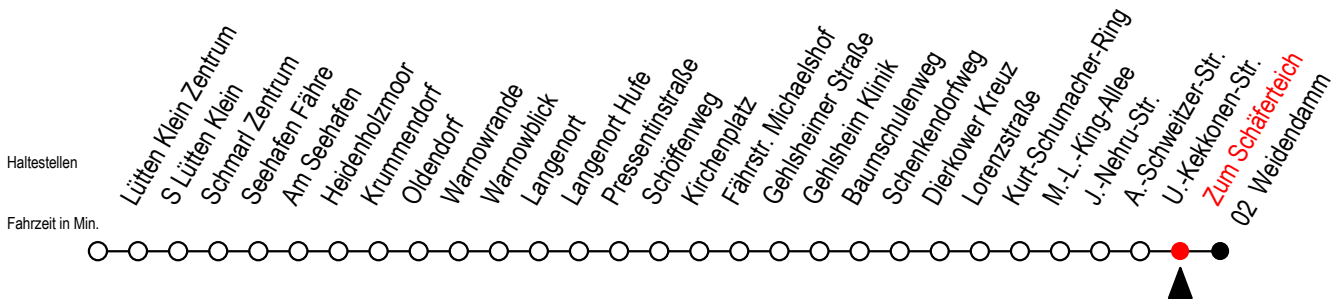 Haltestellen
Fahrzeit in Min.
Lütten Klein Zentrum
S Lütten Klein
Schmarl Zentrum
Seehafen Fähre
Am Seehafen
Heidenholzmoor
Krummendorf
Oldendorf
Warnowrande
Warnowblick
Langenort
Langenort Hufe
Pressentinstraße
Schöffenweg
Kirchenplatz
Fährstr. Michaelshof
Gehlsheimer Straße
Gehlsheim Klinik
Baumschulenweg
Schenkendorfweg
Dierkower Kreuz
Lorenzstraße
Kurt-Schumacher-Ring
M.-L.-King-Allee
J.-Nehru-Str.
A.-Schweitzer-Str.
U.-Kekkonen-Str.
Zum Schäferteich
02 Weidendamm